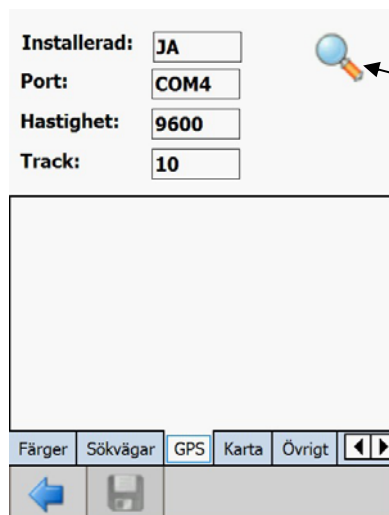 Installerad: JA
Port: COM4
Hastighet: 9600
Track: 10
Färger Sökvägar GPS Karta Övrigt